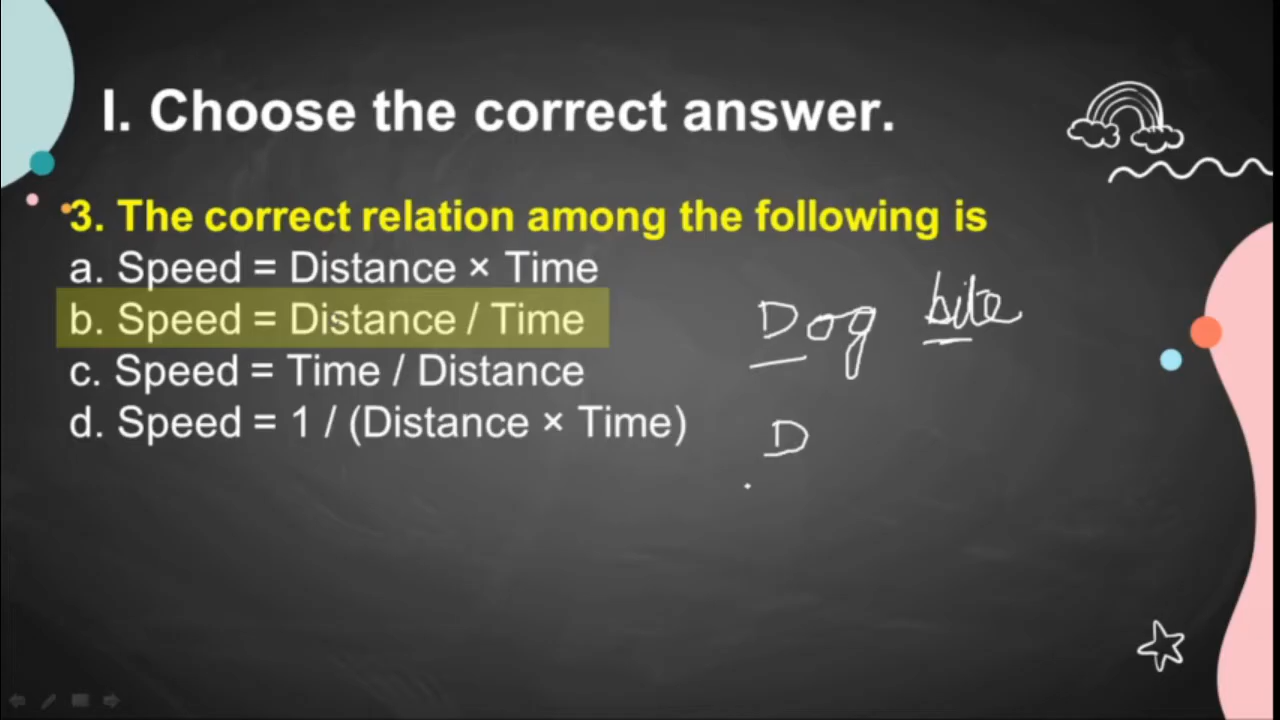 I. Choose the correct answer.
3. The correct relation among the following is
a. Speed = Distance × Time
b. Speed = Distance / Time
c. Speed = Time / Distance
d. Speed = 1 / (Distance × Time)
Dog bite
D